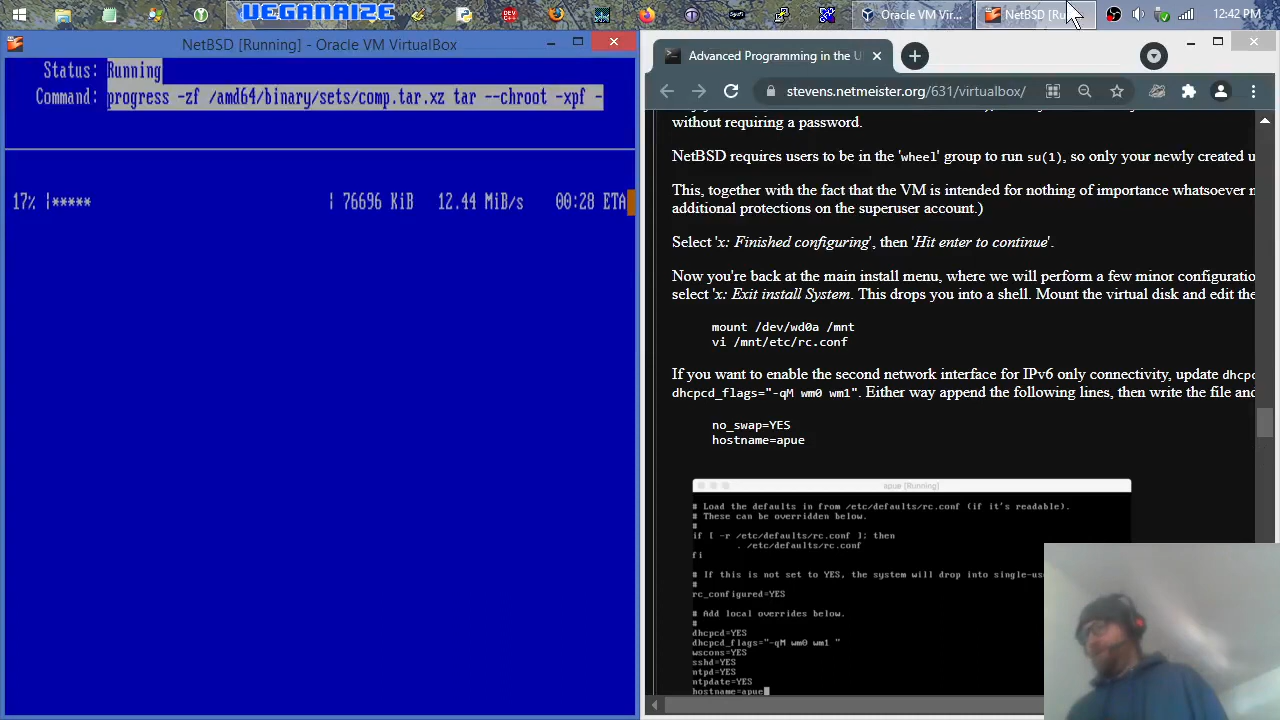 VEGANAIZE
Oracle VM Vir...
NetBSD [Ru
12:42 PM
NetBSD [Running] - Oracle VM VirtualBox
Status: Running
Command: progress -zf /amd64/binary/sets/comp.tar.xz tar --chroot -xpf -
17% |***** | 76696 KiB 12.44 MiB/s 00:28 ETA
Advanced Programming in the U
stevens.netmeister.org/631/virtualbox/
without requiring a password.
NetBSD requires users to be in the 'wheel' group to run su(1), so only your newly created u
This, together with the fact that the VM is intended for nothing of importance whatsoever
additional protections on the superuser account.)
Select 'x: Finished configuring', then 'Hit enter to continue'.
Now you're back at the main install menu, where we will perform a few minor configuratio
select 'x: Exit install System. This drops you into a shell. Mount the virtual disk and edit the
mount /dev/wd0a /mnt
vi /mnt/etc/rc.conf
If you want to enable the second network interface for IPv6 only connectivity, update dhcpc
dhcpcd_flags="-qM wm0 wm1". Either way append the following lines, then write the file and
no_swap=YES
hostname=apue
apue [Running]
# Load the defaults in from /etc/defaults/rc.conf (if it's readable).
# These can be overridden below.
#
if [ -r /etc/defaults/rc.conf ]; then
. /etc/defaults/rc.conf
fi
# If this is not set to YES, the system will drop into single-use
#
rc_configured=YES
# Add local overrides below.
#
dhcpcd=YES
dhcpcd_flags="-qM wm0 wm1 "
wscons=YES
sshd=YES
ntpd=YES
ntpdate=YES
hostname=apue